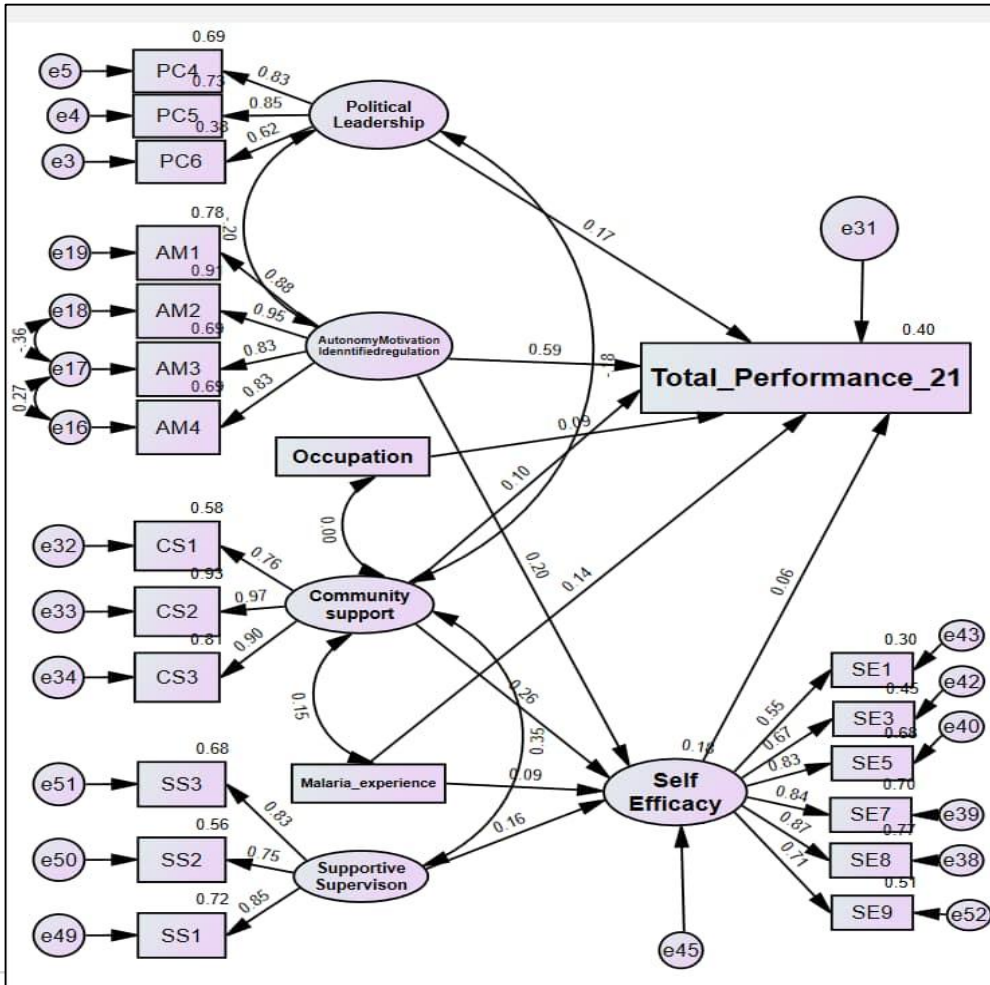 0.69
e5
PC4
0.83
Political
Leadership
0.73
e4
PC5
0.85
0.38
e3
PC6
0.62
-.20
-.18
0.17
e31
0.40
Total_Performance_21
0.78
e19
AM1
0.88
0.91
e18
AM2
0.95
AutonomyMotivation
Idenntifiedregulation
0.59
-.36
0.69
e17
AM3
0.83
0.27
0.69
e16
AM4
0.83
Occupation
0.09
0.10
0.00
0.20
0.14
0.06
0.58
e32
CS1
0.76
Community
support
0.93
e33
CS2
0.97
0.81
e34
CS3
0.90
0.26
0.15
0.35
Malaria_experience
0.09
0.18
Self
Efficacy
0.16
0.68
e51
SS3
0.83
0.56
e50
SS2
0.75
Supportive
Supervison
0.72
e49
SS1
0.85
e45
0.30
e43
SE1
0.55
0.45
e42
SE3
0.67
0.68
e40
SE5
0.83
0.70
SE7
e39
0.84
0.77
SE8
e38
0.87
0.51
SE9
e52
0.71